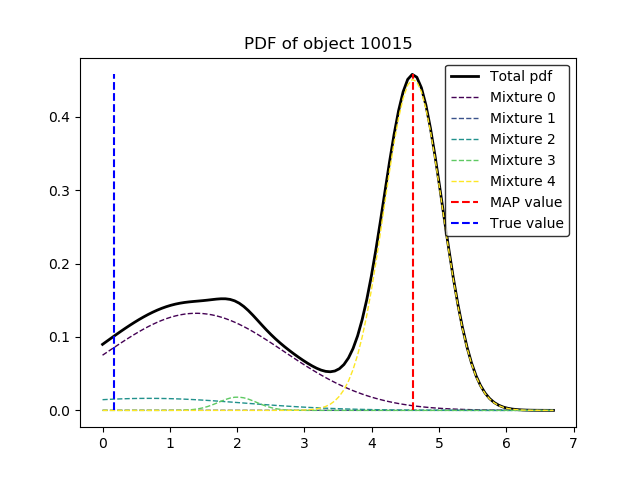 PDF of object 10015
Total pdf
Mixture 0
Mixture 1
Mixture 2
Mixture 3
Mixture 4
MAP value
True value
0.4
0.3
0.2
0.1
0.0
0 1 2 3 4 5 6 7